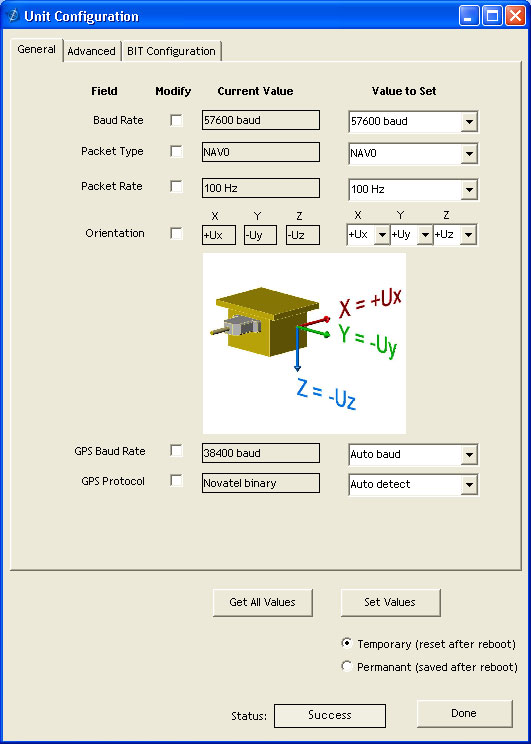 Unit Configuration
General Advanced BIT Configuration
Field Modify Current Value Value to Set
Baud Rate 57600 baud 57600 baud
Packet Type NAV0 NAV0
Packet Rate 100 Hz 100 Hz
X Y Z X Y Z
Orientation +Ux -Uy -Uz +Ux +Uy +Uz
X = +Ux
Y = -Uy
Z = -Uz
GPS Baud Rate 38400 baud Auto baud
GPS Protocol Novatel binary Auto detect
Get All Values Set Values
Temporary (reset after reboot)
Permanant (saved after reboot)
Status: Success Done